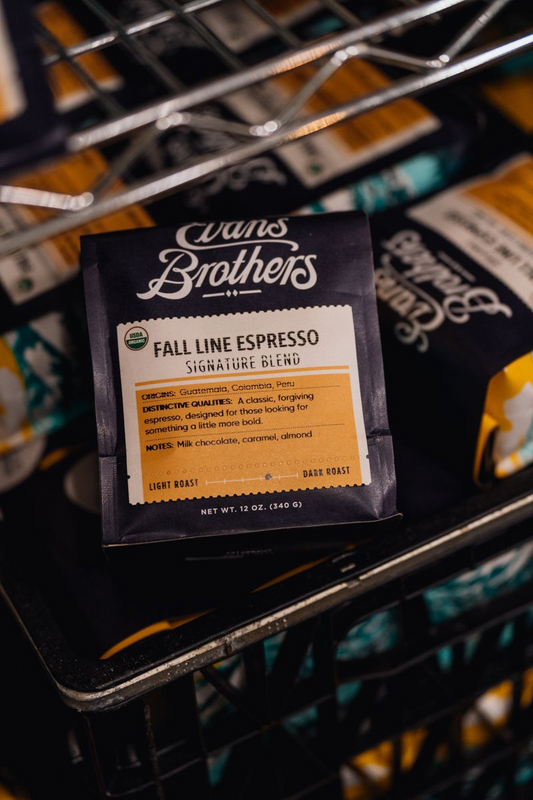 Evans
Brothers
USDA
ORGANIC
FALL LINE ESPRESSO
SIGNATURE BLEND
ORIGINS: Guatemala, Colombia, Peru
DISTINCTIVE QUALITIES: A classic, forgiving
espresso, designed for those looking for
something a little more bold.
NOTES: Milk chocolate, caramel, almond
LIGHT ROAST DARK ROAST
NET WT. 12 OZ. (340 G)
Evans
Brothers